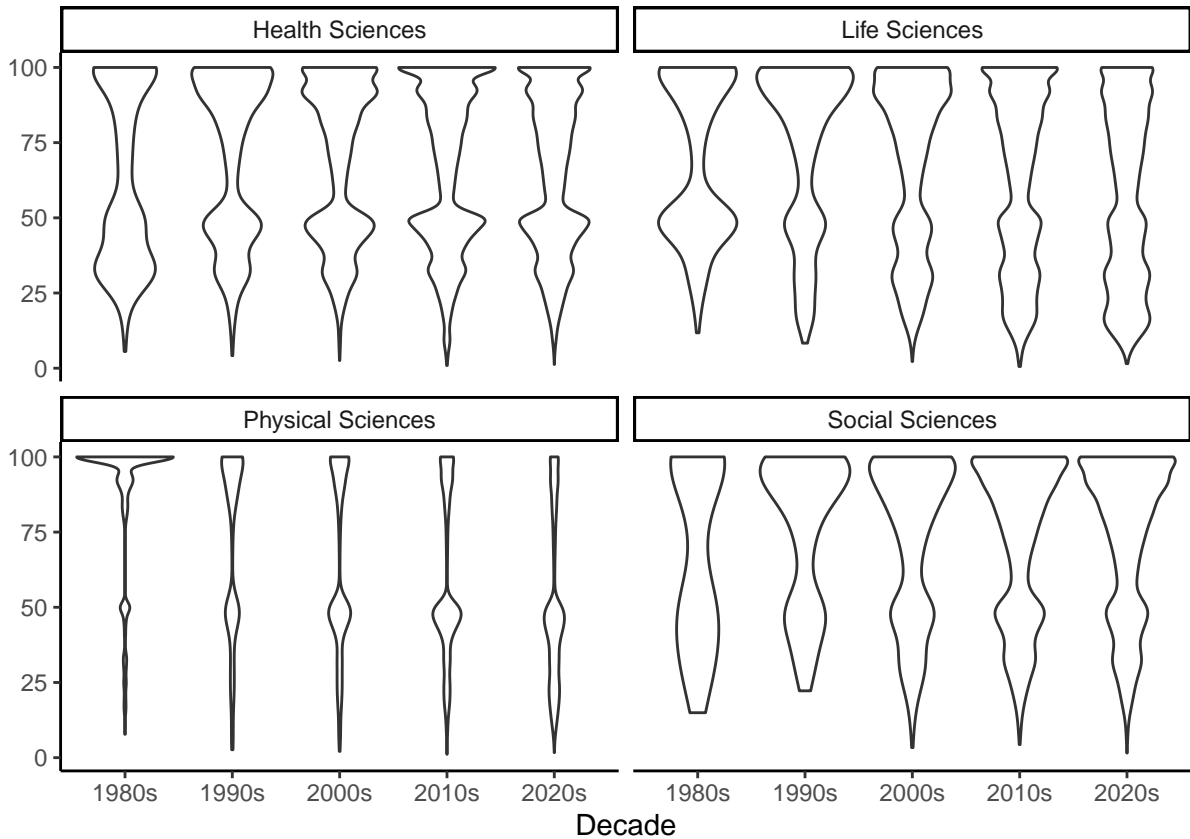 Health Sciences
Life Sciences
100
75
50
25
0
Physical Sciences
Social Sciences
100
75
50
25
0
1980s 1990s 2000s 2010s 2020s
1980s 1990s 2000s 2010s 2020s
Decade